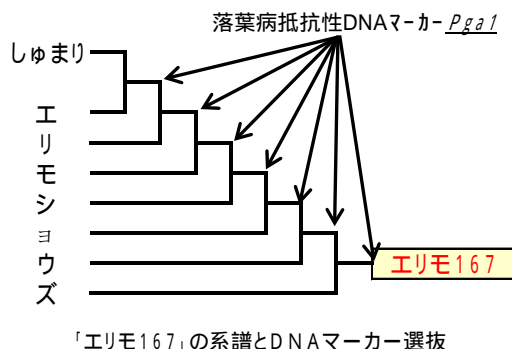 落葉病抵抗性DNAマーカーPga1
しゅまり
エリモショウズ
エリモ167
「エリモ167」の系譜とDNAマーカー選抜